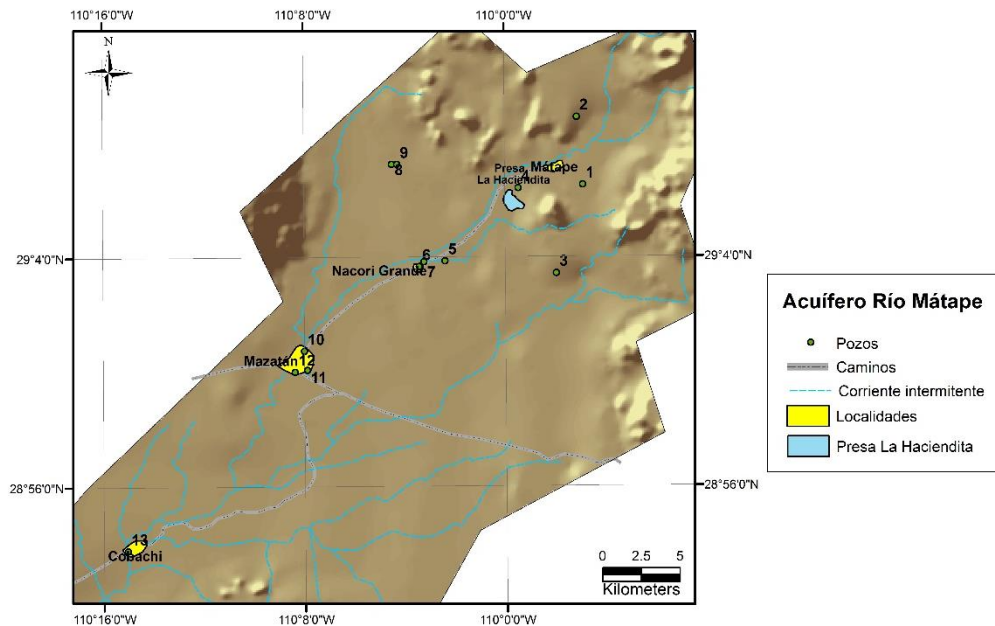 110°16'0"W
110°8'0"W
110°0'0"W
N
2
9
8
Presa Mátape
La Haciendita
4
1
6
5
Nacori Grande
7
3
29°4'0"N
29°4'0"N
10
Mazatán
12
11
28°56'0"N
28°56'0"N
13
Cobachi
0 2.5 5
Kilometers
110°16'0"W
110°8'0"W
110°0'0"W
Acuífero Río Mátape
Pozos
Caminos
Corriente intermitente
Localidades
Presa La Haciendita